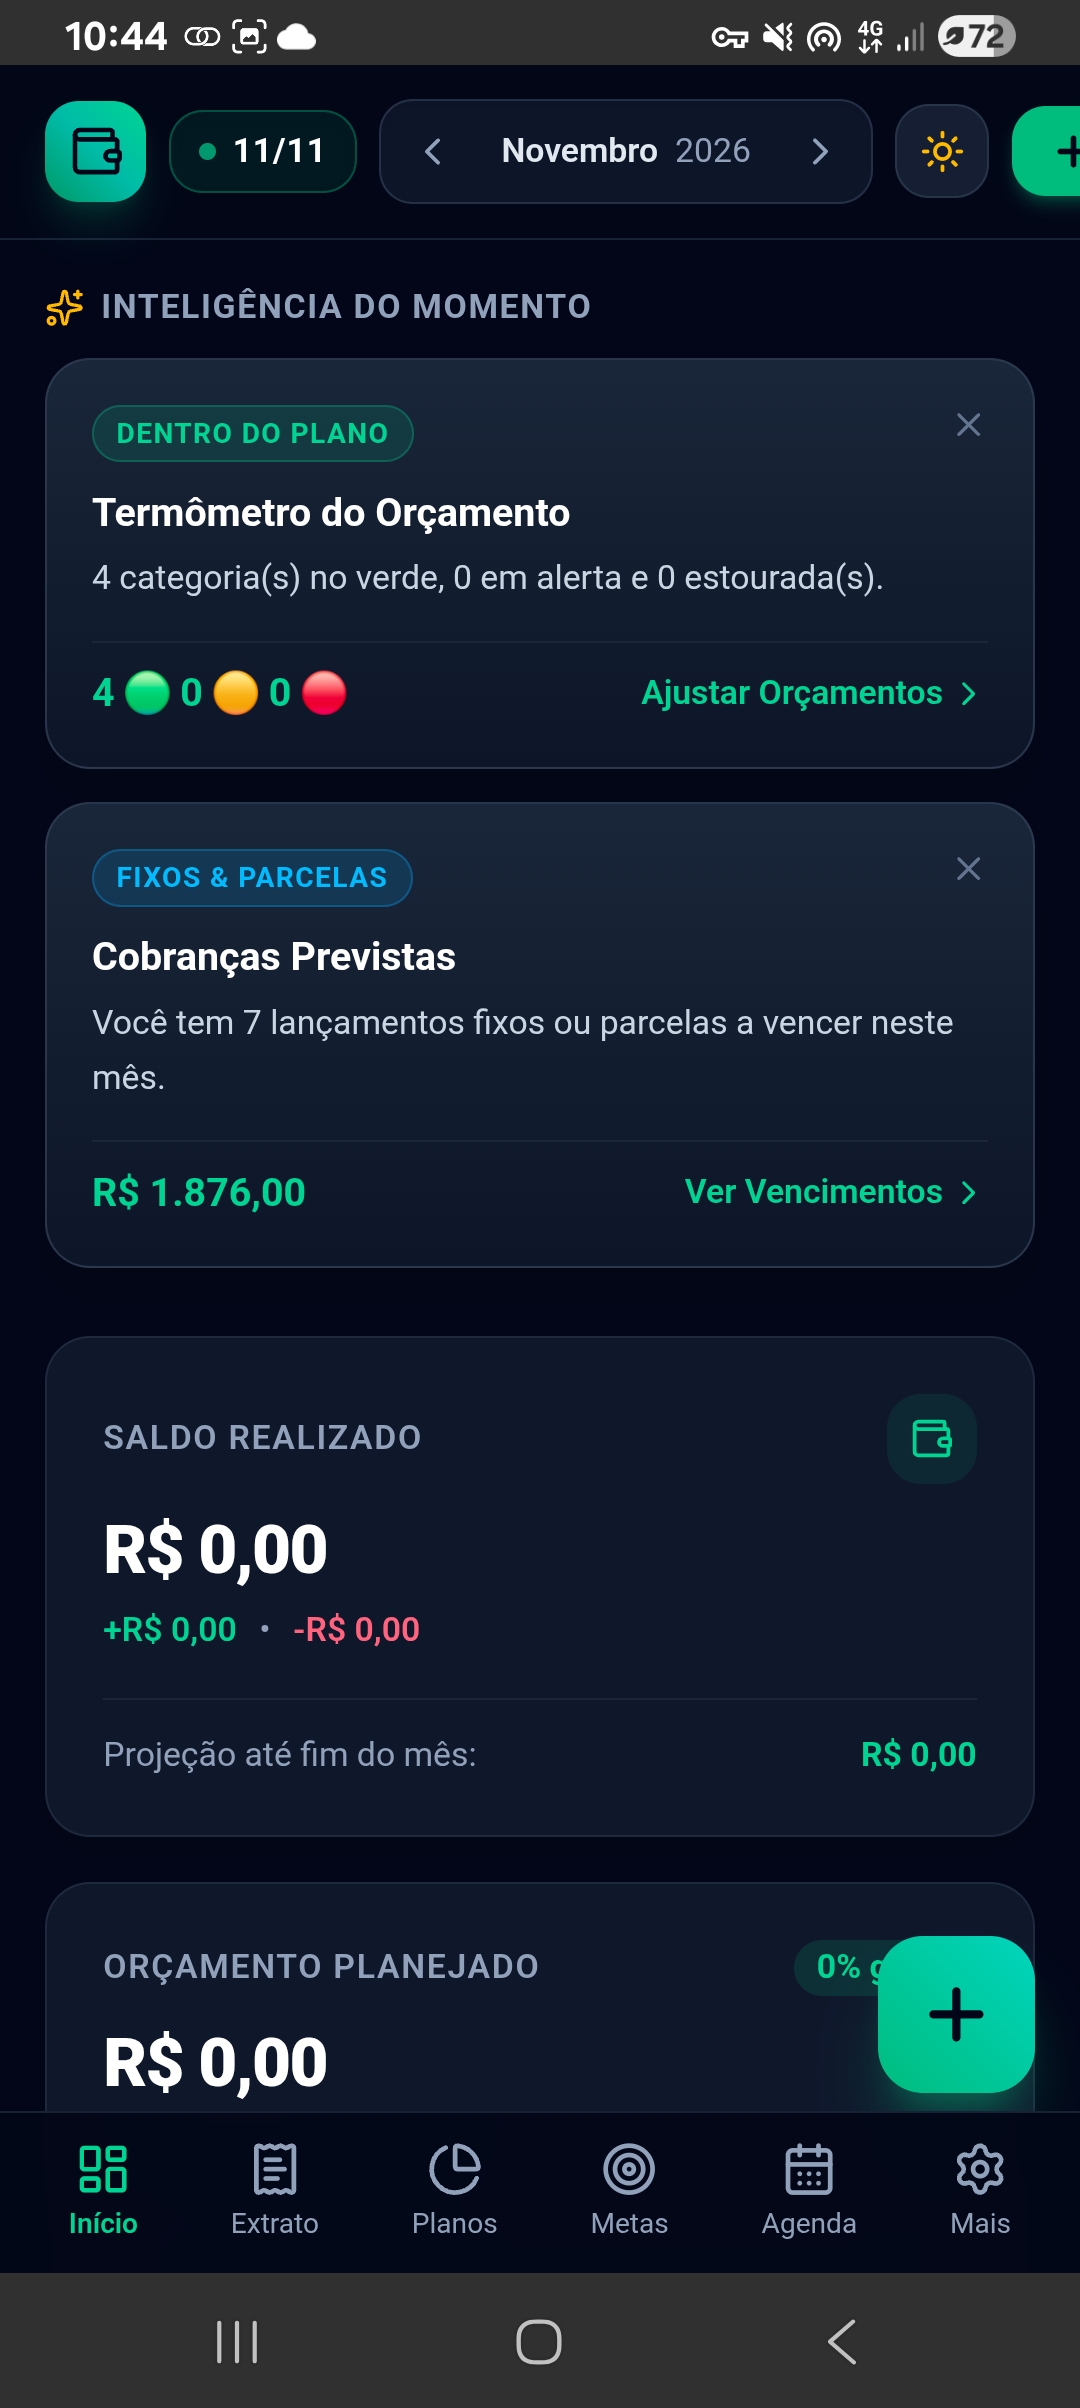 10:44
4G
72
11/11
Novembro 2026
INTELIGÊNCIA DO MOMENTO
DENTRO DO PLANO
Termômetro do Orçamento
4 categoria(s) no verde, 0 em alerta e 0 estourada(s).
4 🟢 0 🟡 0 🔴
Ajustar Orçamentos
FIXOS & PARCELAS
Cobranças Previstas
Você tem 7 lançamentos fixos ou parcelas a vencer neste
mês.
R$ 1.876,00
Ver Vencimentos
SALDO REALIZADO
R$ 0,00
+R$ 0,00 • -R$ 0,00
Projeção até fim do mês:
R$ 0,00
ORÇAMENTO PLANEJADO
0%
R$ 0,00
Início
Extrato
Planos
Metas
Agenda
Mais